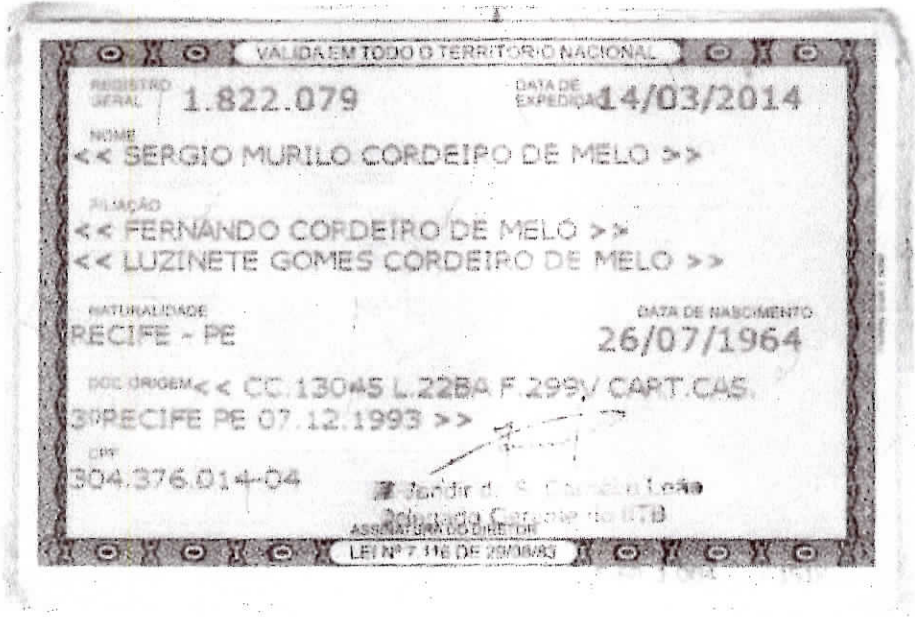 VALIDA EM TODO O TERRITORIO NACIONAL
REGISTRO GERAL 1.822.079 DATA DE EXPEDIÇÃO 14/03/2014
NOME
<< SERGIO MURILO CORDEIRO DE MELO >>
FILIAÇÃO
<< FERNANDO CORDEIRO DE MELO >>
<< LUZINETE GOMES CORDEIRO DE MELO >>
NATURALIDADE DATA DE NASCIMENTO
RECIFE - PE 26/07/1964
DOC ORIGEM << CC.13045 L.22BA F.299V CART.CAS.
3ºRECIFE PE 07.12.1993 >>
CPF
304.376.014-04
Leão
ASSINATURA DO DIRETOR
LEI Nº 7.116 DE 29/08/83